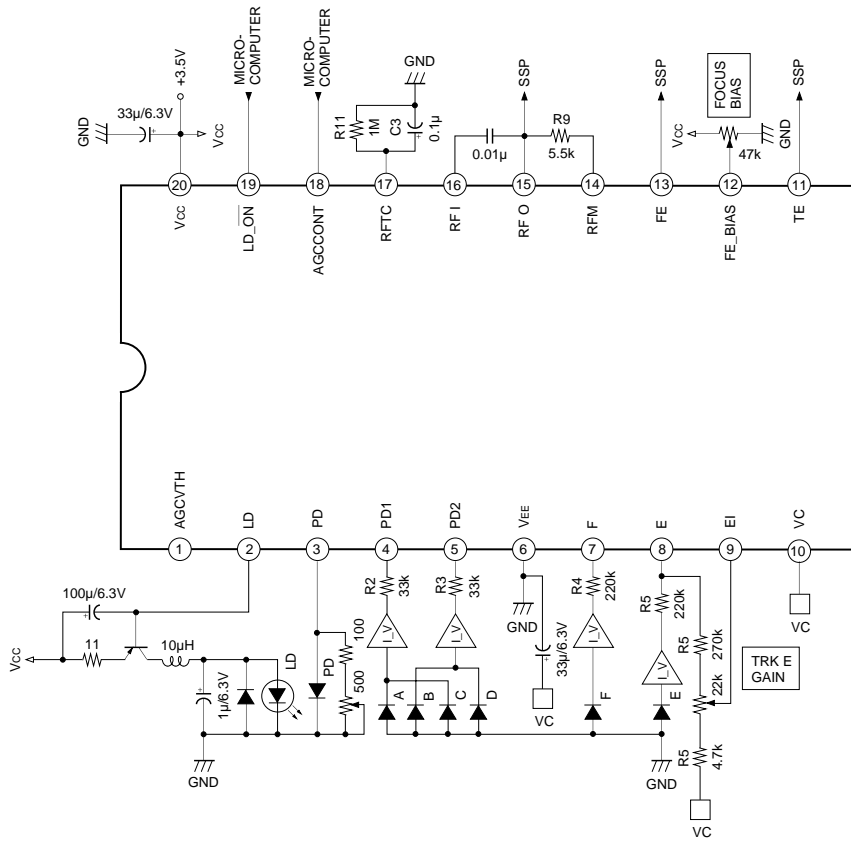 GND
33µ/6.3V
+3.5V
VCC
MICRO-
COMPUTER
MICRO-
COMPUTER
GND
R11
1M
C3
0.1µ
0.01µ
SSP
R9
5.5k
SSP
FOCUS
BIAS
VCC
GND
47k
SSP
20
19
18
17
16
15
14
13
12
11
VCC
LD_ON
AGCCONT
RFTC
RF I
RF O
RFM
FE
FE_BIAS
TE
AGCVTH
LD
PD
PD1
PD2
VEE
F
E
EI
VC
1
2
3
4
5
6
7
8
9
10
VCC
100µ/6.3V
11
10µH
1µ/6.3V
LD
GND
PD
100
500
R2
33k
I_V
R3
33k
I_V
A
B
C
D
GND
33µ/6.3V
VC
R4
220k
I_V
F
R5
220k
I_V
E
GND
R5
270k
22k
TRK E
GAIN
R5
4.7k
VC
VC